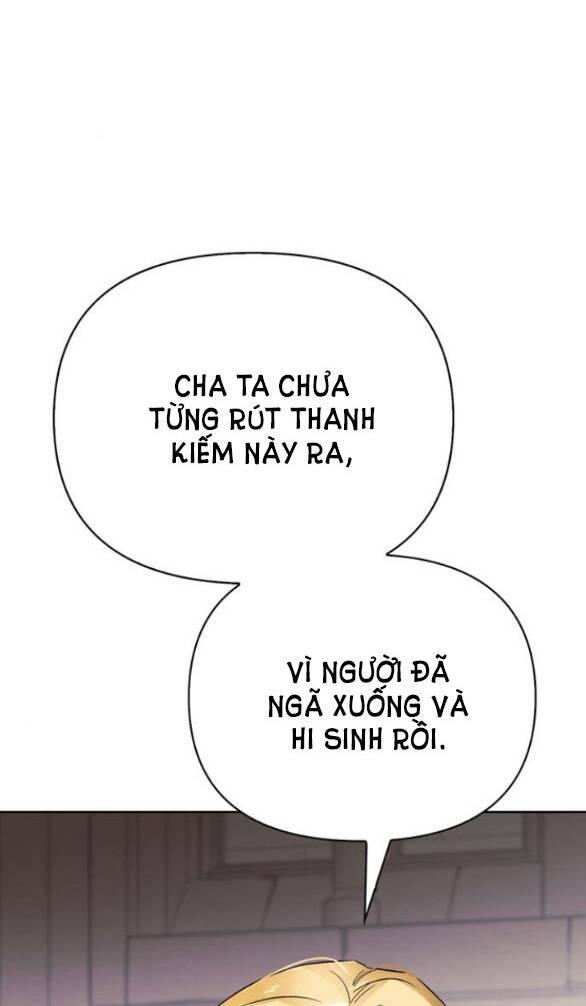 CHA TA CHƯA
TỪNG RÚT THANH
KIẾM NÀY RA,
VÌ NGƯỜI ĐÃ
NGÃ XUỐNG VÀ
HI SINH RỒI.